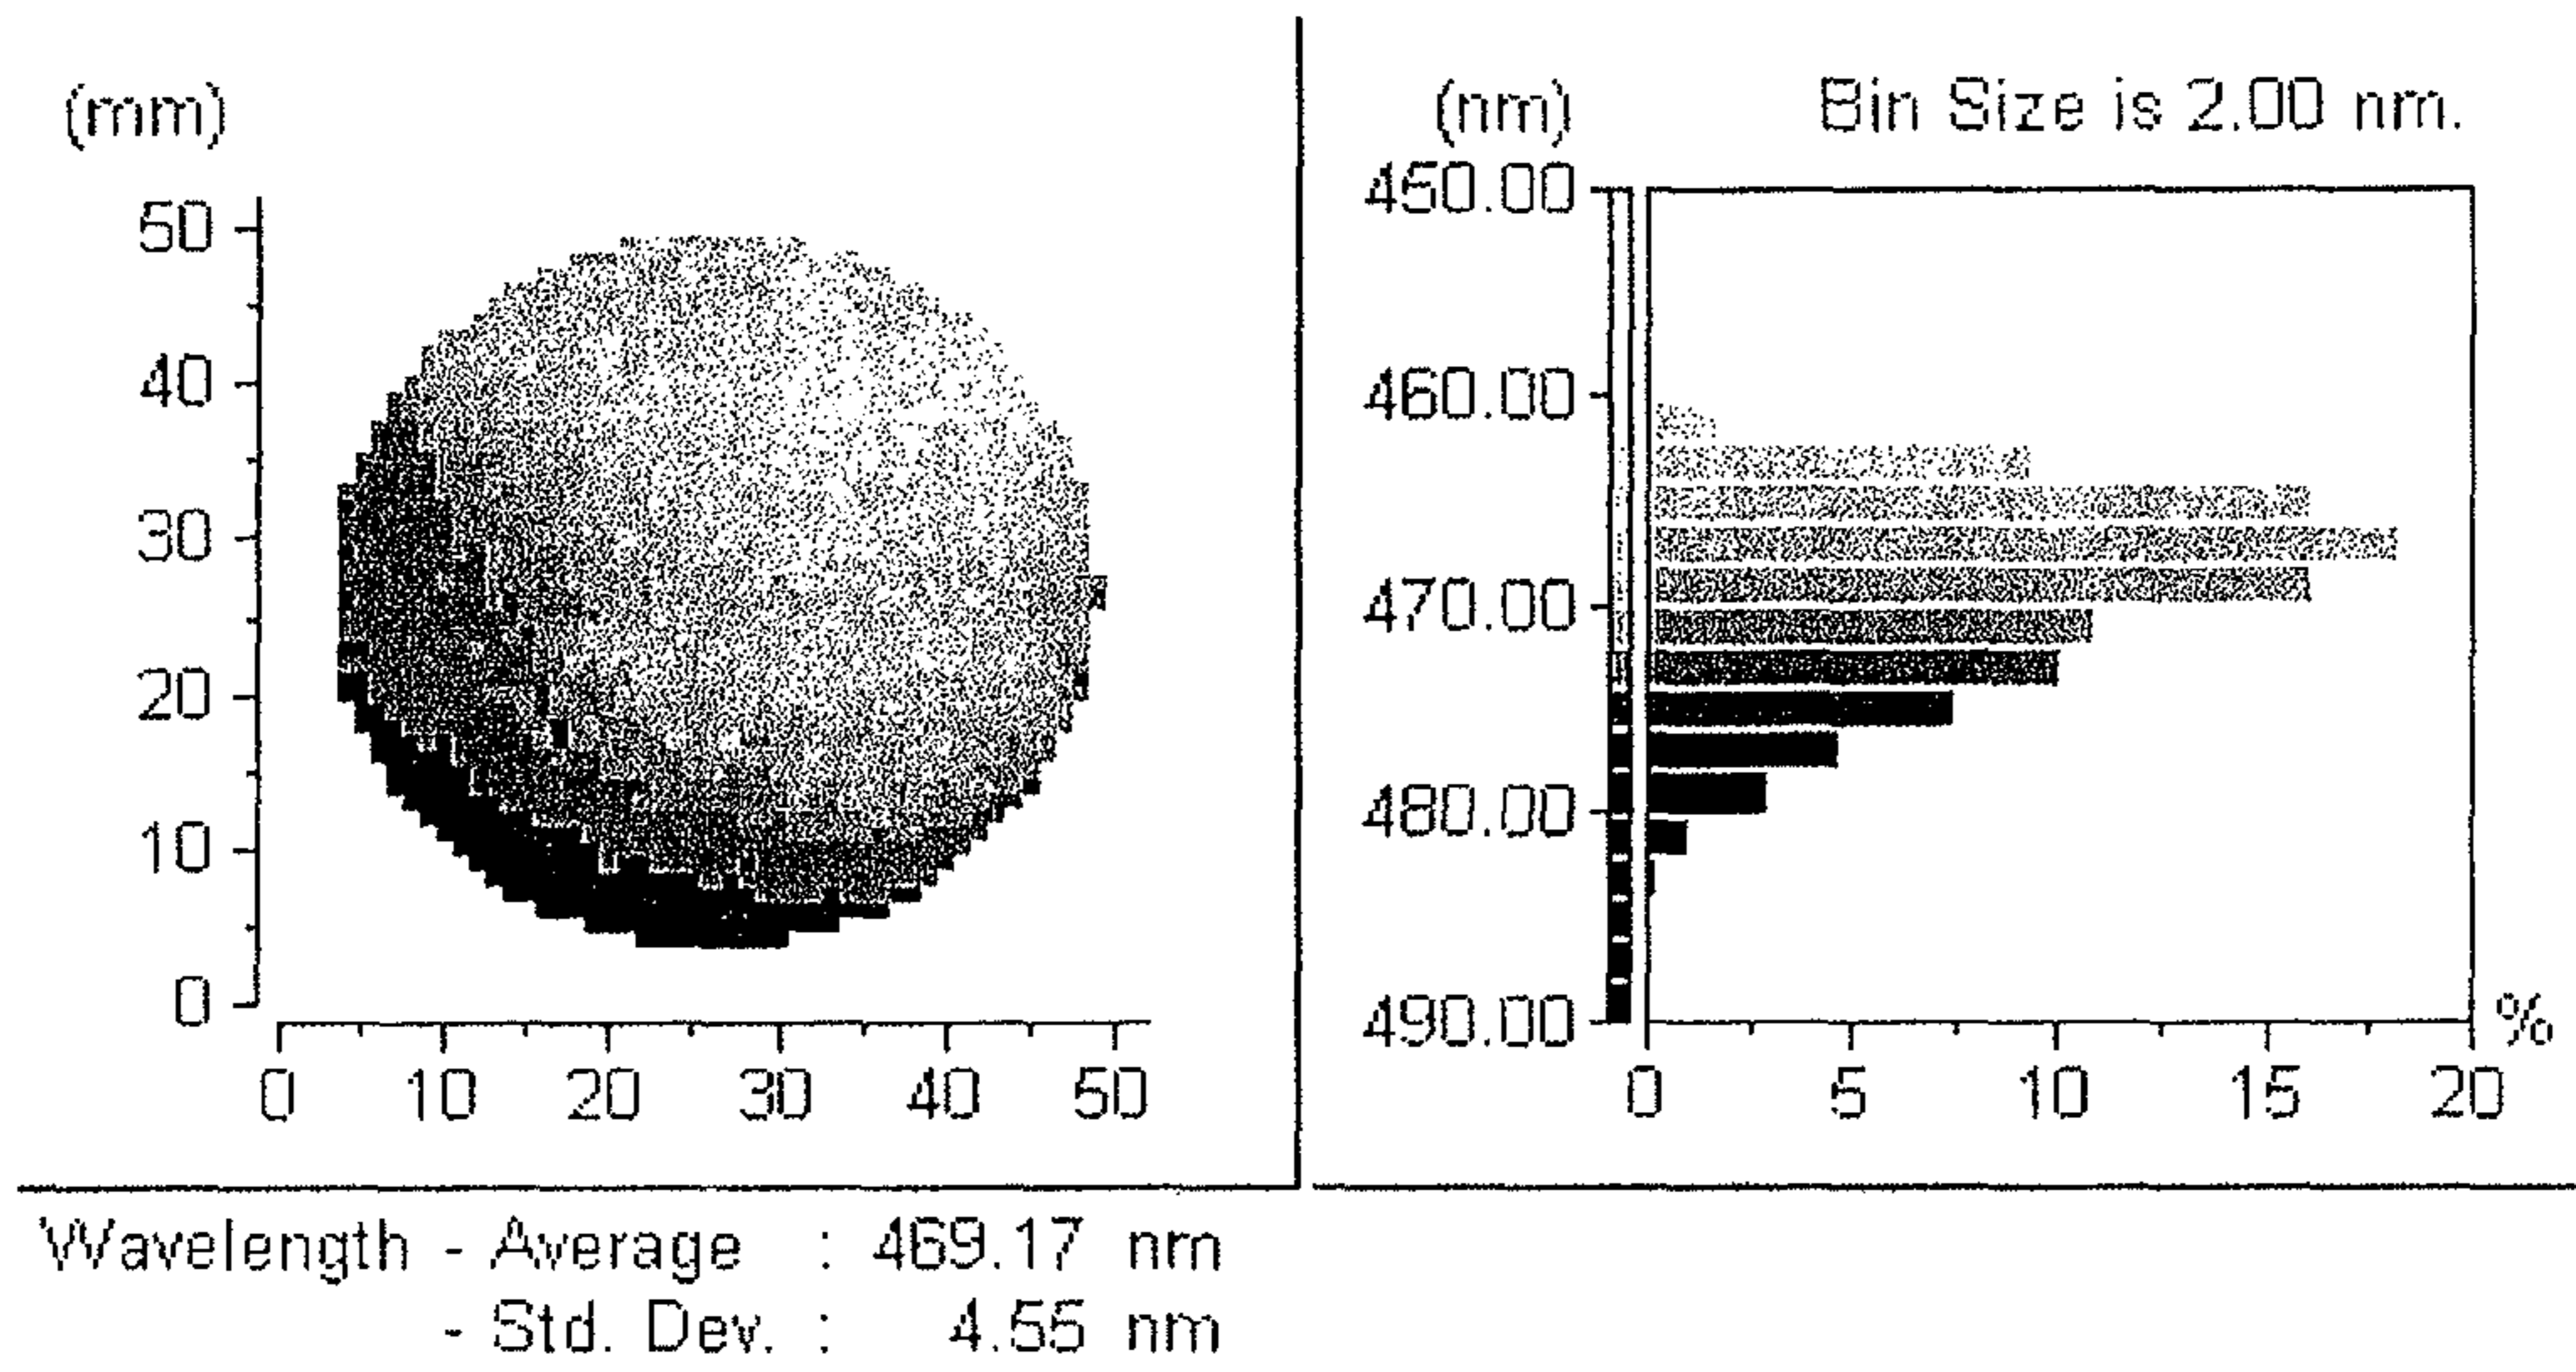 (mm)
50
40
30
20
10
0
0 10 20 30 40 50
(nm) Bin Size is 2.00 nm.
450.00
460.00
470.00
480.00
490.00
%
0 5 10 15 20
Wavelength - Average : 469.17 nm
- Std. Dev. : 4.55 nm